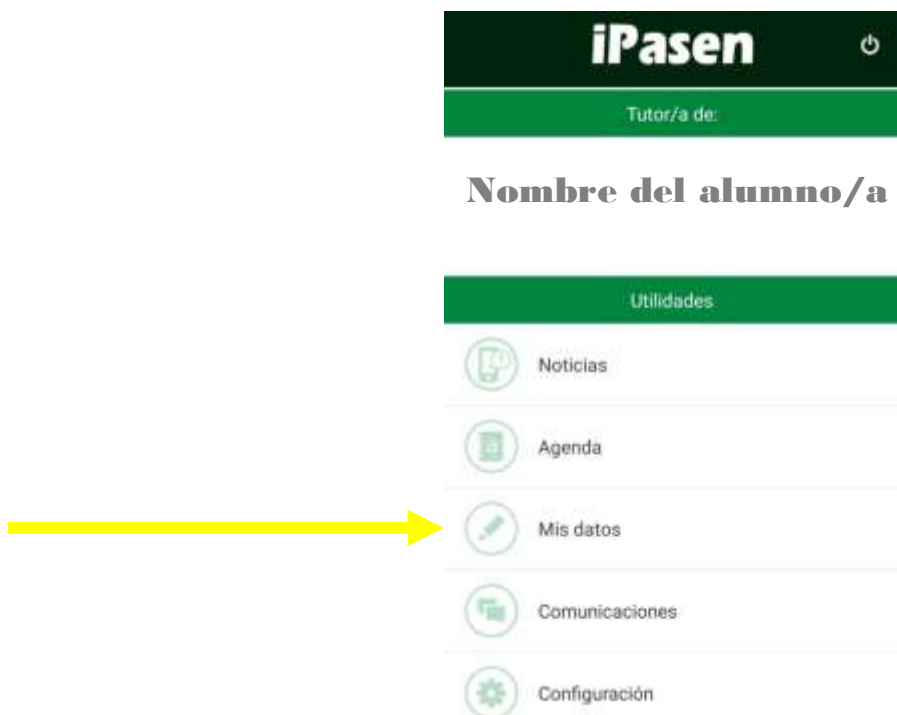 iPasen
Tutor/a de:
Nombre del alumno/a
Utilidades
Noticias
Agenda
Mis datos
Comunicaciones
Configuración